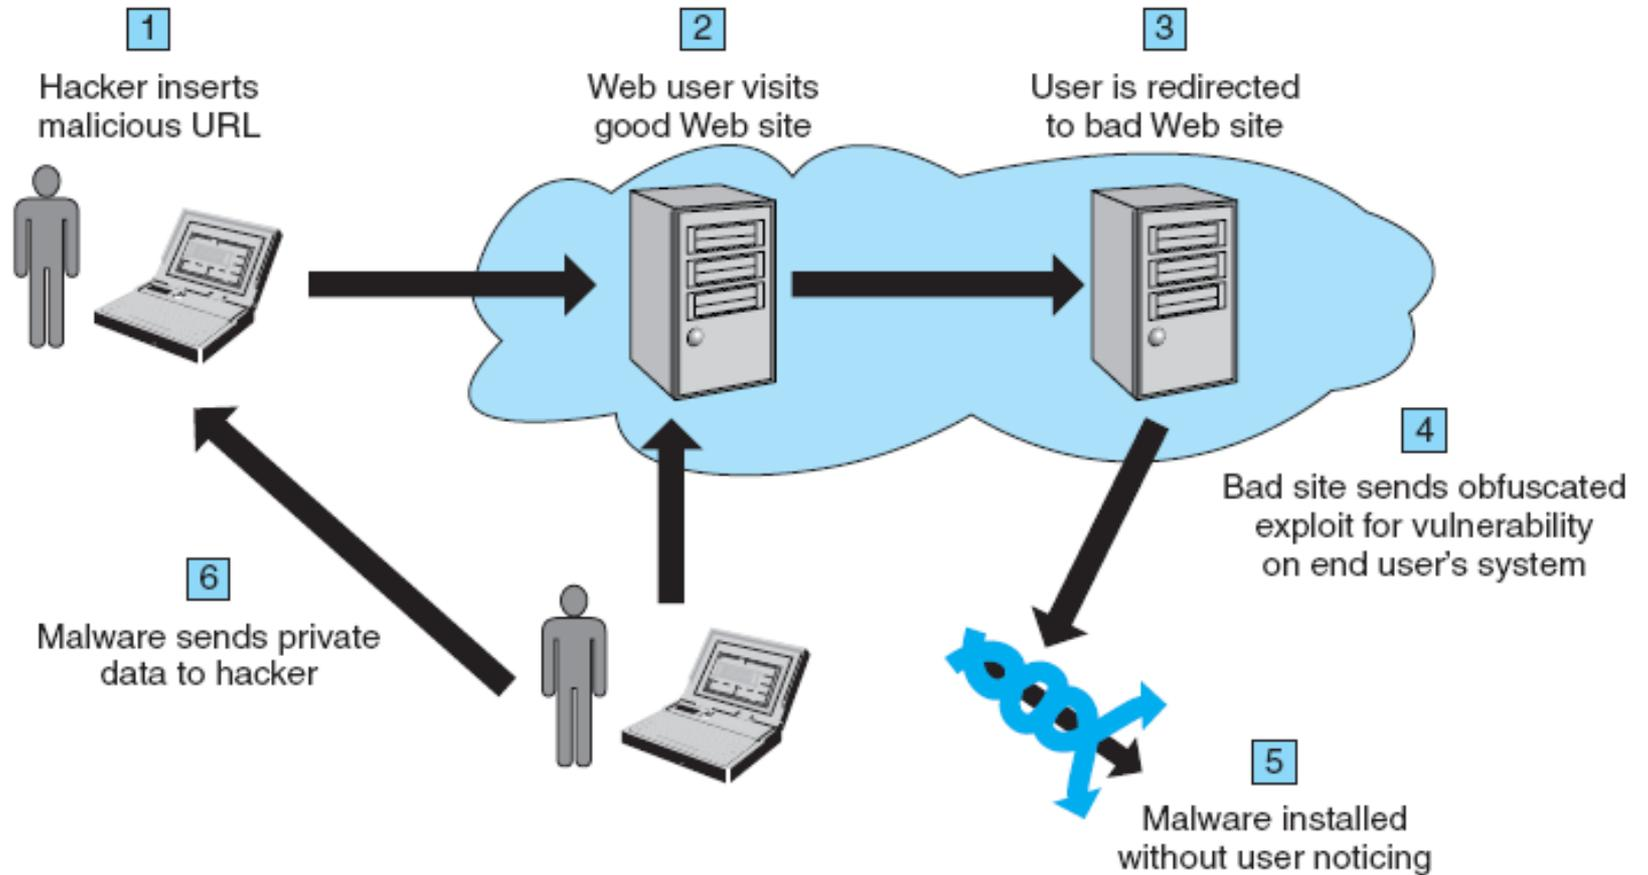 1
Hacker inserts
malicious URL
2
Web user visits
good Web site
3
User is redirected
to bad Web site
4
Bad site sends obfuscated
exploit for vulnerability
on end user's system
5
Malware installed
without user noticing
6
Malware sends private
data to hacker